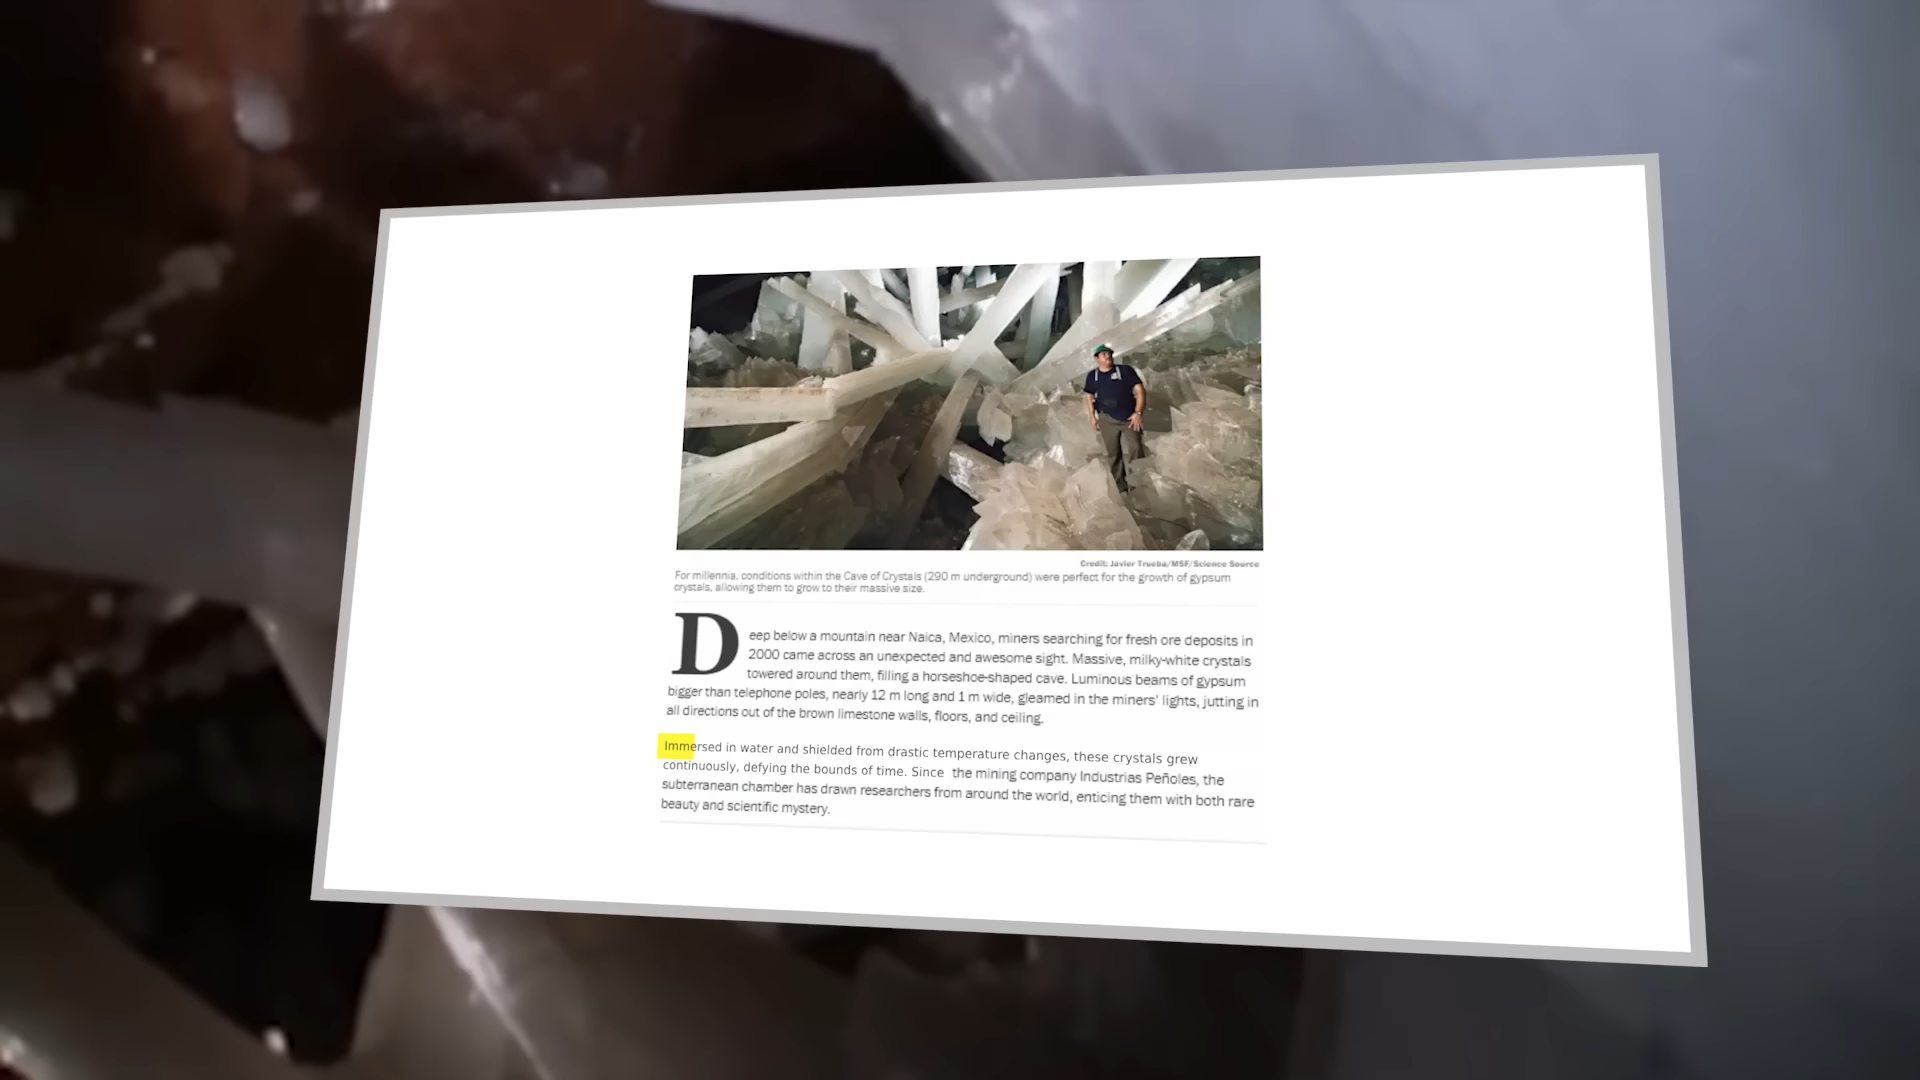 Credit: Javier Trueba/MSF/Science Source
For millennia, conditions within the Cave of Crystals (290 m underground) were perfect for the growth of gypsum
crystals, allowing them to grow to their massive size.
Deep below a mountain near Naica, Mexico, miners searching for fresh ore deposits in
2000 came across an unexpected and awesome sight. Massive, milky-white crystals
towered around them, filling a horseshoe-shaped cave. Luminous beams of gypsum
bigger than telephone poles, nearly 12 m long and 1 m wide, gleamed in the miners' lights, jutting in
all directions out of the brown limestone walls, floors, and ceiling.
Immersed in water and shielded from drastic temperature changes, these crystals grew
continuously, defying the bounds of time. Since the mining company Industrias Peñoles, the
subterranean chamber has drawn researchers from around the world, enticing them with both rare
beauty and scientific mystery.